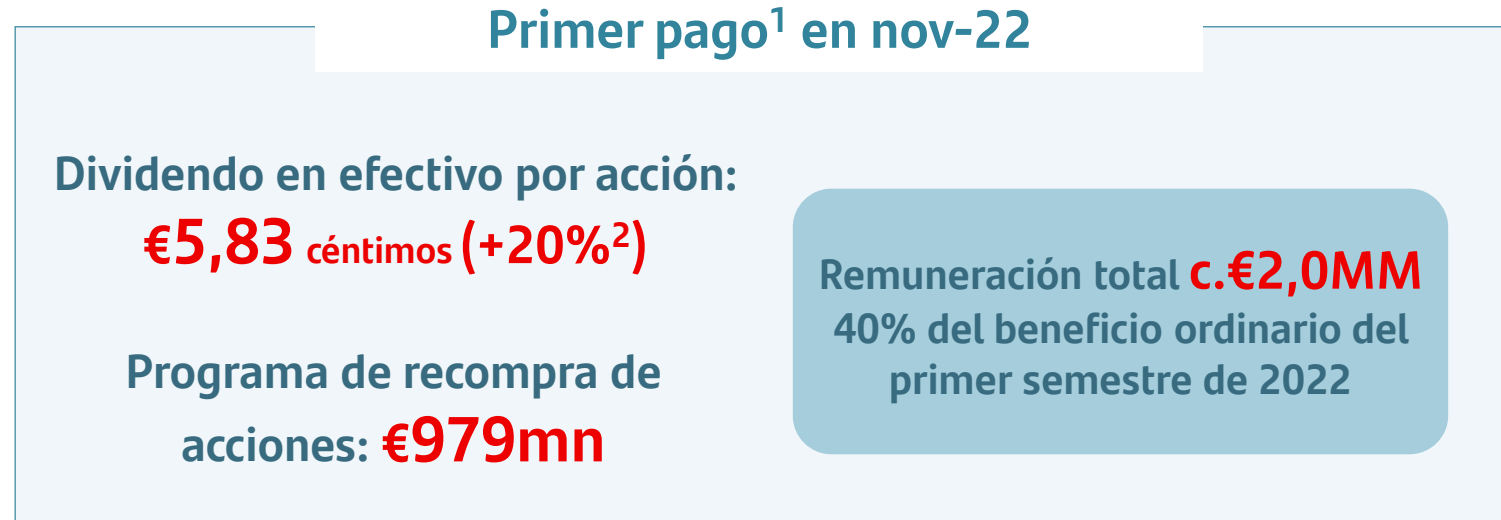 Primer pago¹ en nov-22
Dividendo en efectivo por acción:
€5,83 céntimos (+20%²)
Programa de recompra de
acciones: €979mn
Remuneración total c.€2,0MM
40% del beneficio ordinario del
primer semestre de 2022